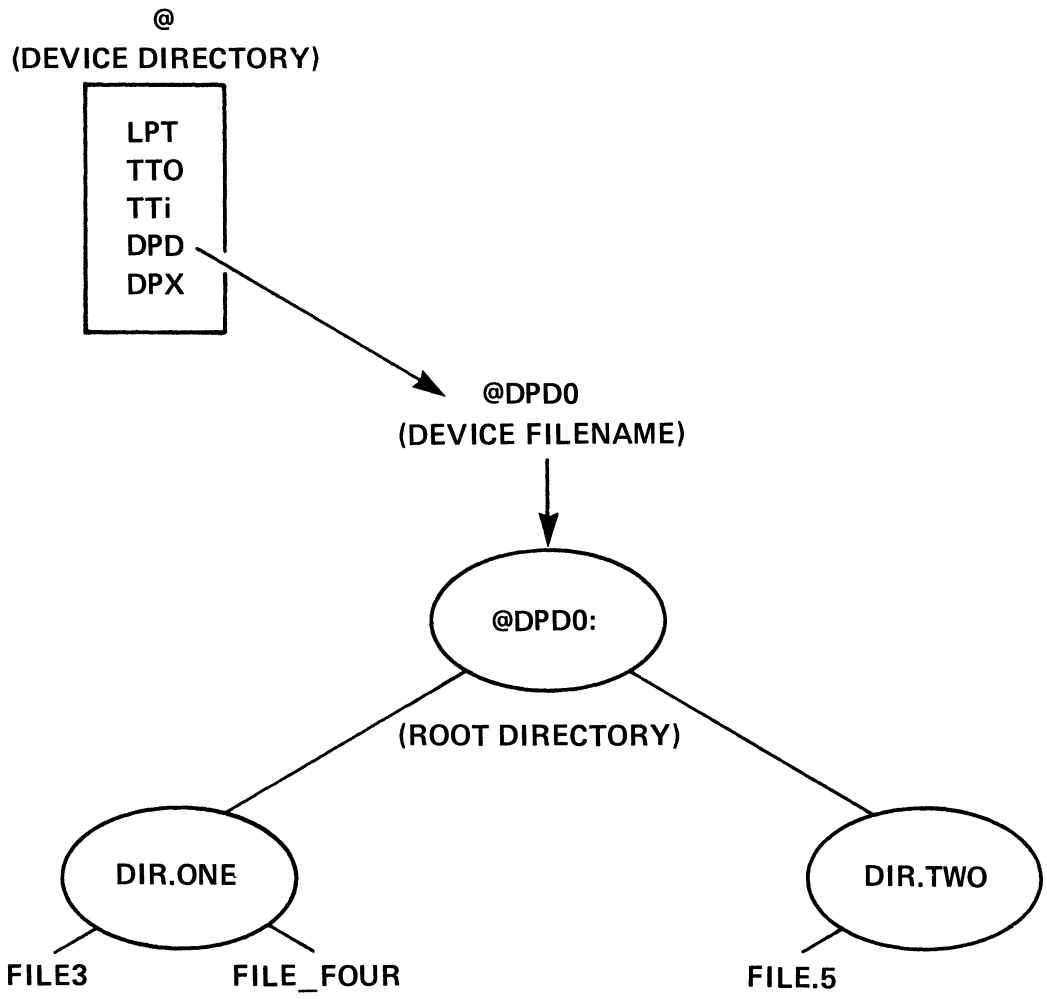 @
(DEVICE DIRECTORY)
LPT
TTO
TTi
DPD
DPX
@DPD0
(DEVICE FILENAME)
@DPD0:
(ROOT DIRECTORY)
DIR.ONE
DIR.TWO
FILE3
FILE_FOUR
FILE.5